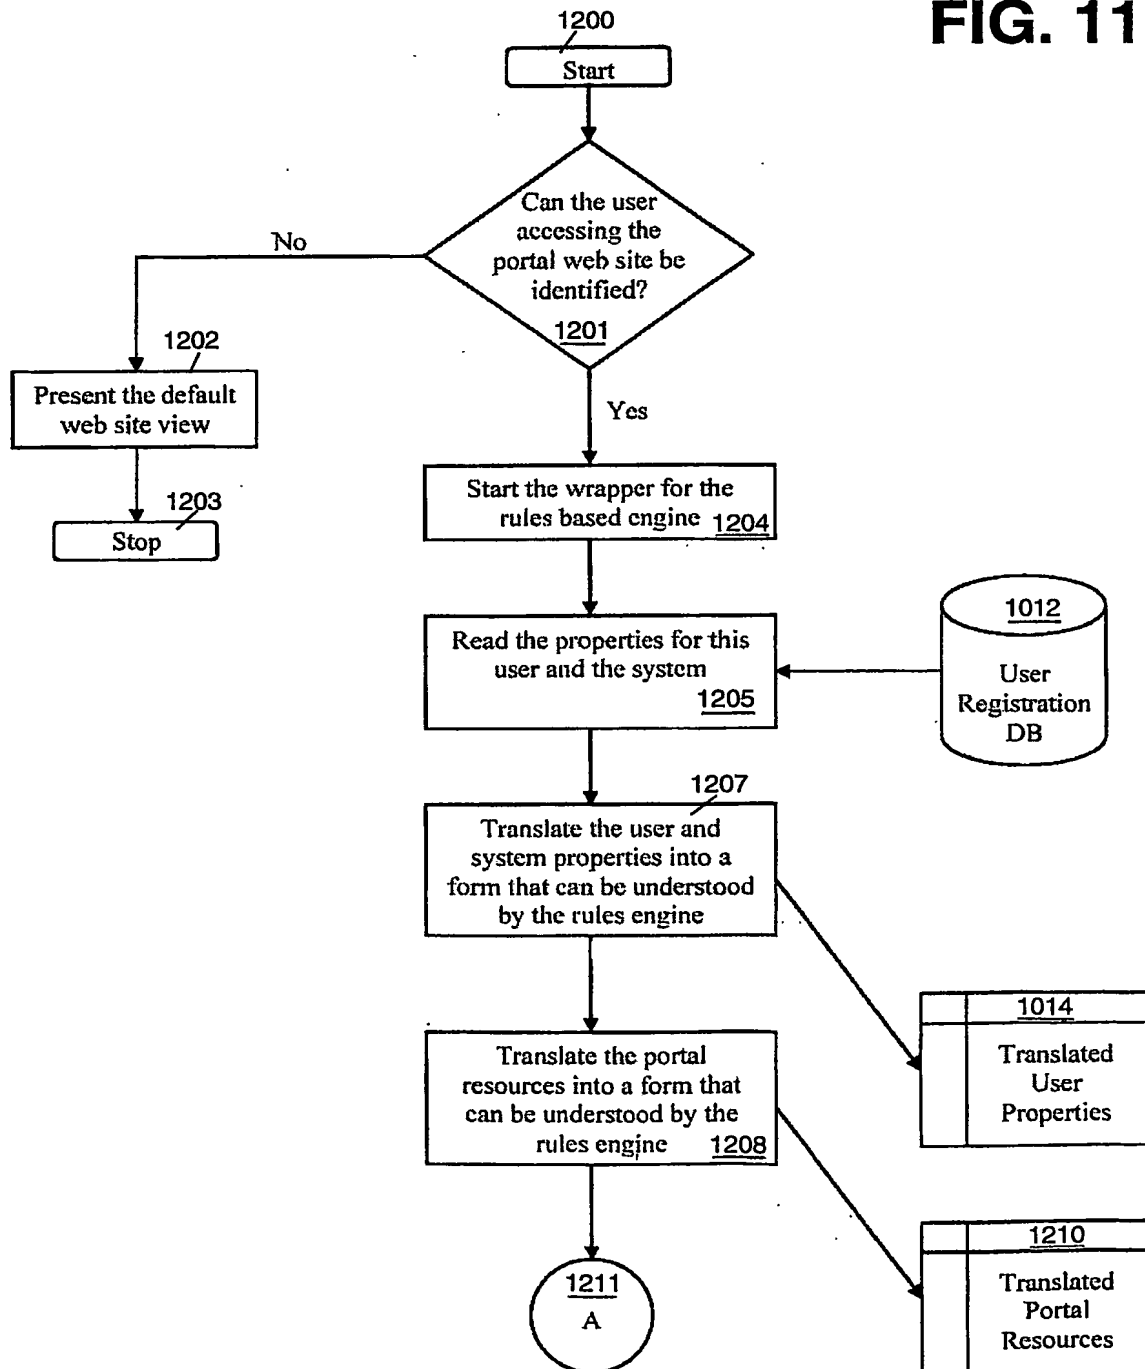 FIG. 11
1200
Start
Can the user
accessing the
portal web site be
identified?
1201
No
Yes
1202
Present the default
web site view
1203
Stop
Start the wrapper for the
rules based engine 1204
Read the properties for this
user and the system
1205
1012
User
Registration
DB
1207
Translate the user and
system properties into a
form that can be understood
by the rules engine
1014
Translated
User
Properties
Translate the portal
resources into a form that
can be understood by the
rules engine 1208
1210
Translated
Portal
Resources
1211
A